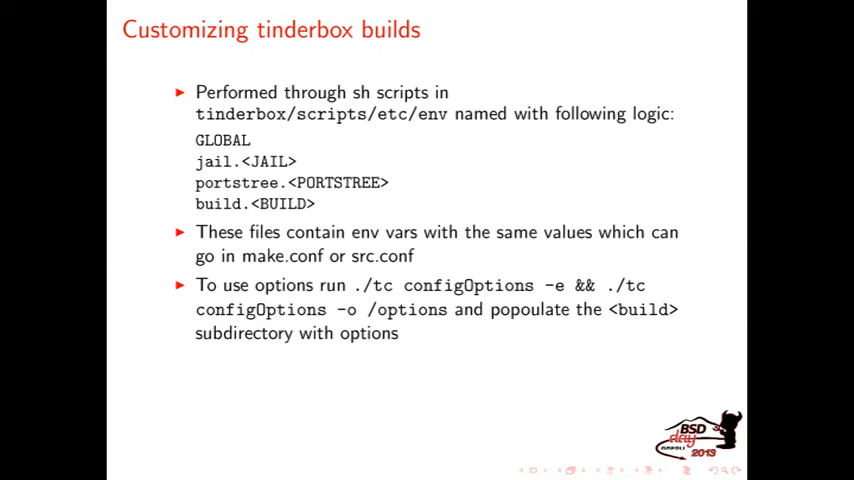 Customizing tinderbox builds
Performed through sh scripts in
tinderbox/scripts/etc/env named with following logic:
GLOBAL
jail.<JAIL>
portstree.<PORTSTREE>
build.<BUILD>
These files contain env vars with the same values which can
go in make.conf or src.conf
To use options run ./tc configOptions -e && ./tc
configOptions -o /options and popoulate the <build>
subdirectory with options
BSD
day
NAPOLI
2013